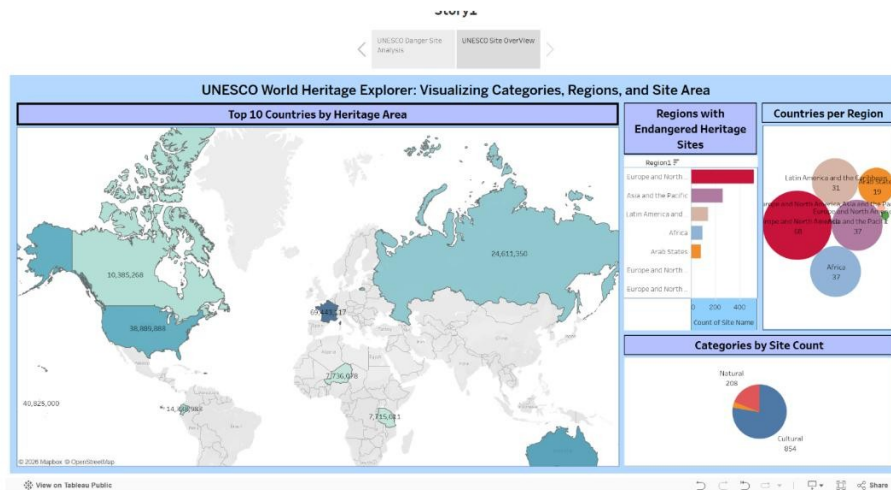 Story1
UNESCO Danger Site
Analysis
UNESCO Site OverView
UNESCO World Heritage Explorer: Visualizing Categories, Regions, and Site Area
Top 10 Countries by Heritage Area
10,385,268
38,889,888
24,611,350
7,736,078
7,715,011
40,825,000
© 2026 Mapbox © OpenStreetMap
Regions with
Endangered Heritage
Sites
Region1
Europe and North...
Asia and the Pacific
Latin America and ...
Africa
Arab States
Europe and North...
Europe and North...
0
200
400
Count of Site Name
Countries per Region
Latin America and the Caribbean
31
19
37
Africa
37
Categories by Site Count
Natural
208
Cultural
854
View on Tableau Public
Share